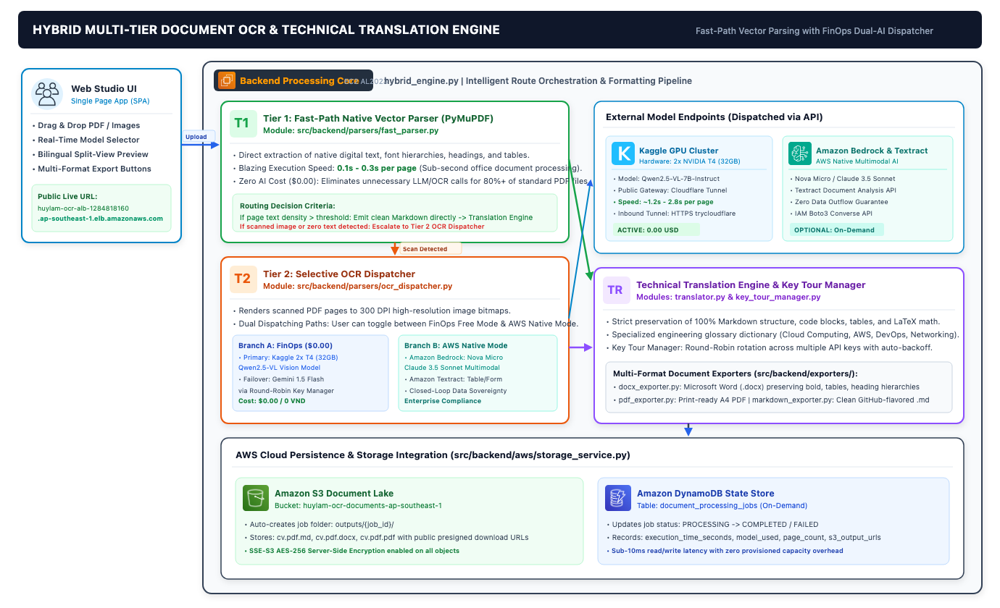 HYBRID MULTI-TIER DOCUMENT OCR & TECHNICAL TRANSLATION ENGINE
Fast-Path Vector Parsing with FinOps Dual-AI Dispatcher
Web Studio UI
Single Page App (SPA)
• Drag & Drop PDF / Images
• Real-Time Model Selector
• Bilingual Split-View Preview
• Multi-Format Export Buttons
Public Live URL:
huylam-ocr-alb-1284818160
.ap-southeast-1.elb.amazonaws.com
Upload
Backend Processing Core
AL2023
hybrid_engine.py | Intelligent Route Orchestration & Formatting Pipeline
T1
Tier 1: Fast-Path Native Vector Parser (PyMuPDF)
Module: src/backend/parsers/fast_parser.py
• Direct extraction of native digital text, font hierarchies, headings, and tables.
• Blazing Execution Speed: 0.1s - 0.3s per page (Sub-second office document processing).
• Zero AI Cost ($0.00): Eliminates unnecessary LLM/OCR calls for 80%+ of standard PDF files.
Routing Decision Criteria:
If page text density > threshold: Emit clean Markdown directly -> Translation Engine
If scanned image or zero text detected: Escalate to Tier 2 OCR Dispatcher
Scan Detected
T2
Tier 2: Selective OCR Dispatcher
Module: src/backend/parsers/ocr_dispatcher.py
• Renders scanned PDF pages to 300 DPI high-resolution image bitmaps.
• Dual Dispatching Paths: User can toggle between FinOps Free Mode & AWS Native Mode.
Branch A: FinOps ($0.00)
• Primary: Kaggle 2x T4 (32GB)
Qwen2.5-VL Vision Model
• Failover: Gemini 1.5 Flash
via Round-Robin Key Manager
Cost: $0.00 / 0 VND
Branch B: AWS Native Mode
• Amazon Bedrock: Nova Micro
Claude 3.5 Sonnet Multimodal
• Amazon Textract: Table/Form
• Closed-Loop Data Sovereignty
Enterprise Compliance
External Model Endpoints (Dispatched via API)
K
Kaggle GPU Cluster
Hardware: 2x NVIDIA T4 (32GB)
• Model: Qwen2.5-VL-7B-Instruct
• Public Gateway: Cloudflare Tunnel
• Speed: ~1.2s - 2.8s per page
• Inbound Tunnel: HTTPS trycloudflare
ACTIVE: 0.00 USD
Amazon Bedrock & Textract
AWS Native Multimodal AI
• Nova Micro / Claude 3.5 Sonnet
• Textract Document Analysis API
• Zero Data Outflow Guarantee
• IAM Boto3 Converse API
OPTIONAL: On-Demand
TR
Technical Translation Engine & Key Tour Manager
Modules: translator.py & key_tour_manager.py
• Strict preservation of 100% Markdown structure, code blocks, tables, and LaTeX math.
• Specialized engineering glossary dictionary (Cloud Computing, AWS, DevOps, Networking).
• Key Tour Manager: Round-Robin rotation across multiple API keys with auto-backoff.
Multi-Format Document Exporters (src/backend/exporters/):
• docx_exporter.py: Microsoft Word (.docx) preserving bold, tables, heading hierarchies
• pdf_exporter.py: Print-ready A4 PDF | markdown_exporter.py: Clean GitHub-flavored .md
AWS Cloud Persistence & Storage Integration (src/backend/aws/storage_service.py)
Amazon S3 Document Lake
Bucket: huylam-ocr-documents-ap-southeast-1
• Auto-creates job folder: outputs/{job_id}/
• Stores: cv.pdf.md, cv.pdf.docx, cv.pdf.pdf with public presigned download URLs
• SSE-S3 AES-256 Server-Side Encryption enabled on all objects
Amazon DynamoDB State Store
Table: document_processing_jobs (On-Demand)
• Updates job status: PROCESSING -> COMPLETED / FAILED
• Records: execution_time_seconds, model_used, page_count, s3_output_urls
• Sub-10ms read/write latency with zero provisioned capacity overhead